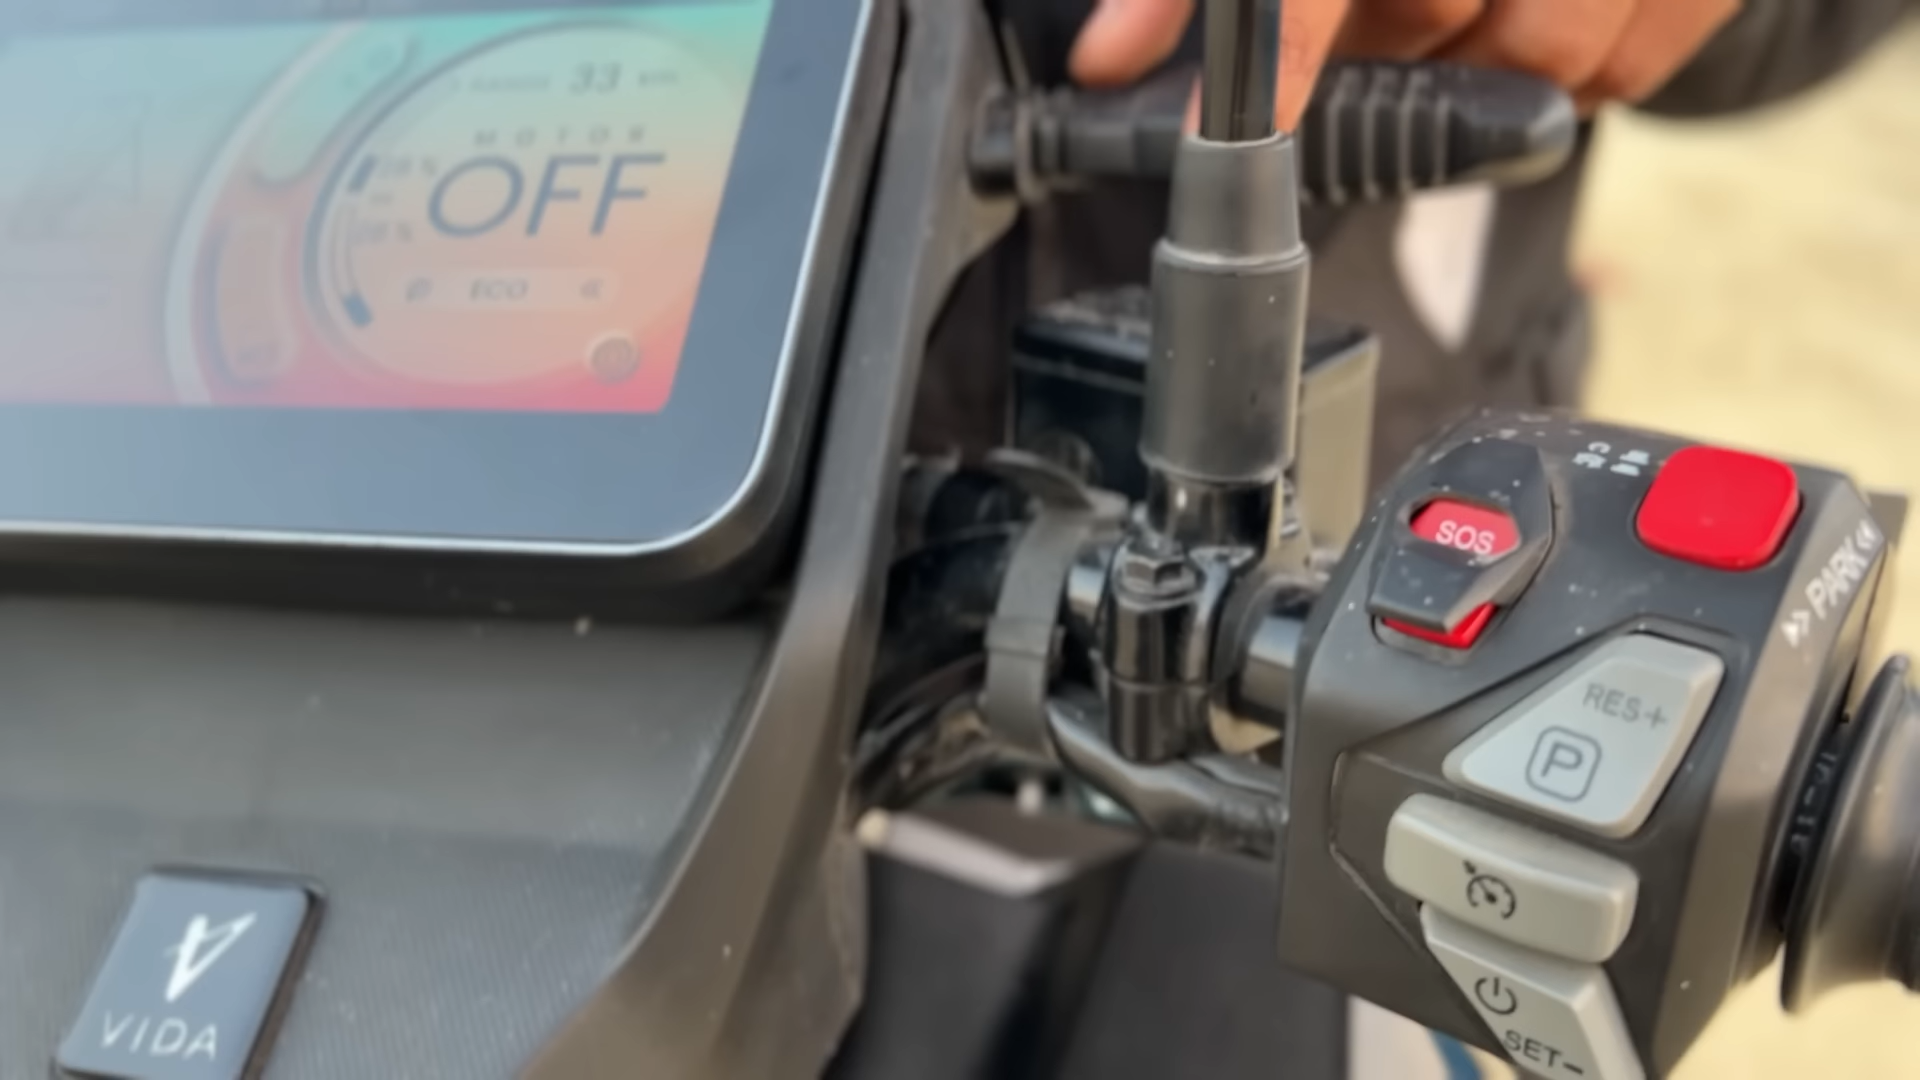 33
MOTOR
OFF
ECO
SOS
>> PARK <<
RES+
P
SET-
VIDA